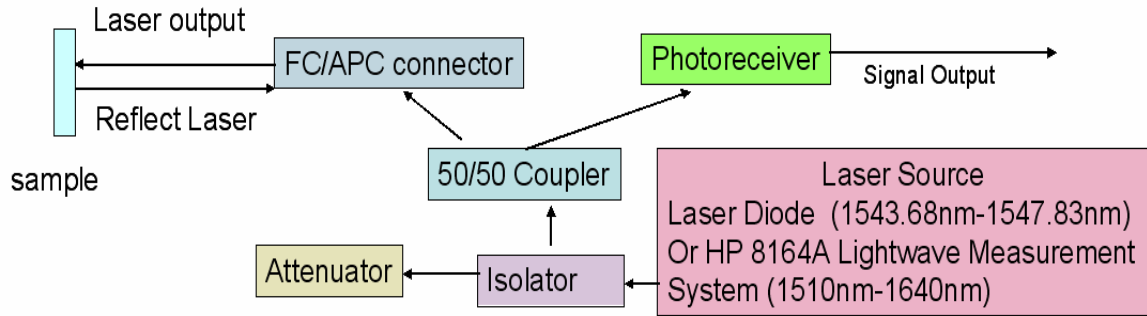 Laser output
FC/APC connector
Photoreceiver
Signal Output
Reflect Laser
sample
50/50 Coupler
Laser Source
Laser Diode (1543.68nm-1547.83nm)
Or HP 8164A Lightwave Measurement
System (1510nm-1640nm)
Attenuator
Isolator